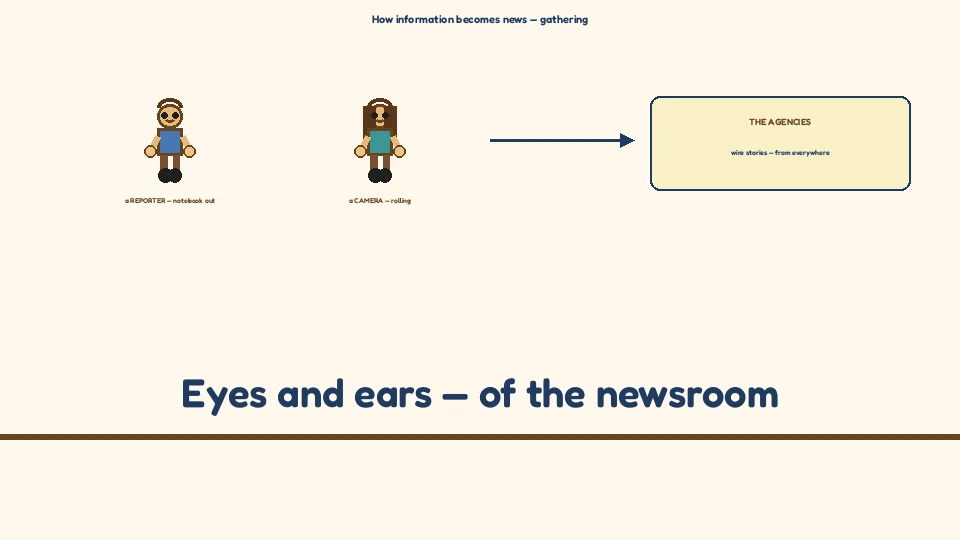 How information becomes news — gathering
THE AGENCIES
wire stories — from everywhere
a REPORTER — notebook out
a CAMERA — rolling
Eyes and ears — of the newsroom